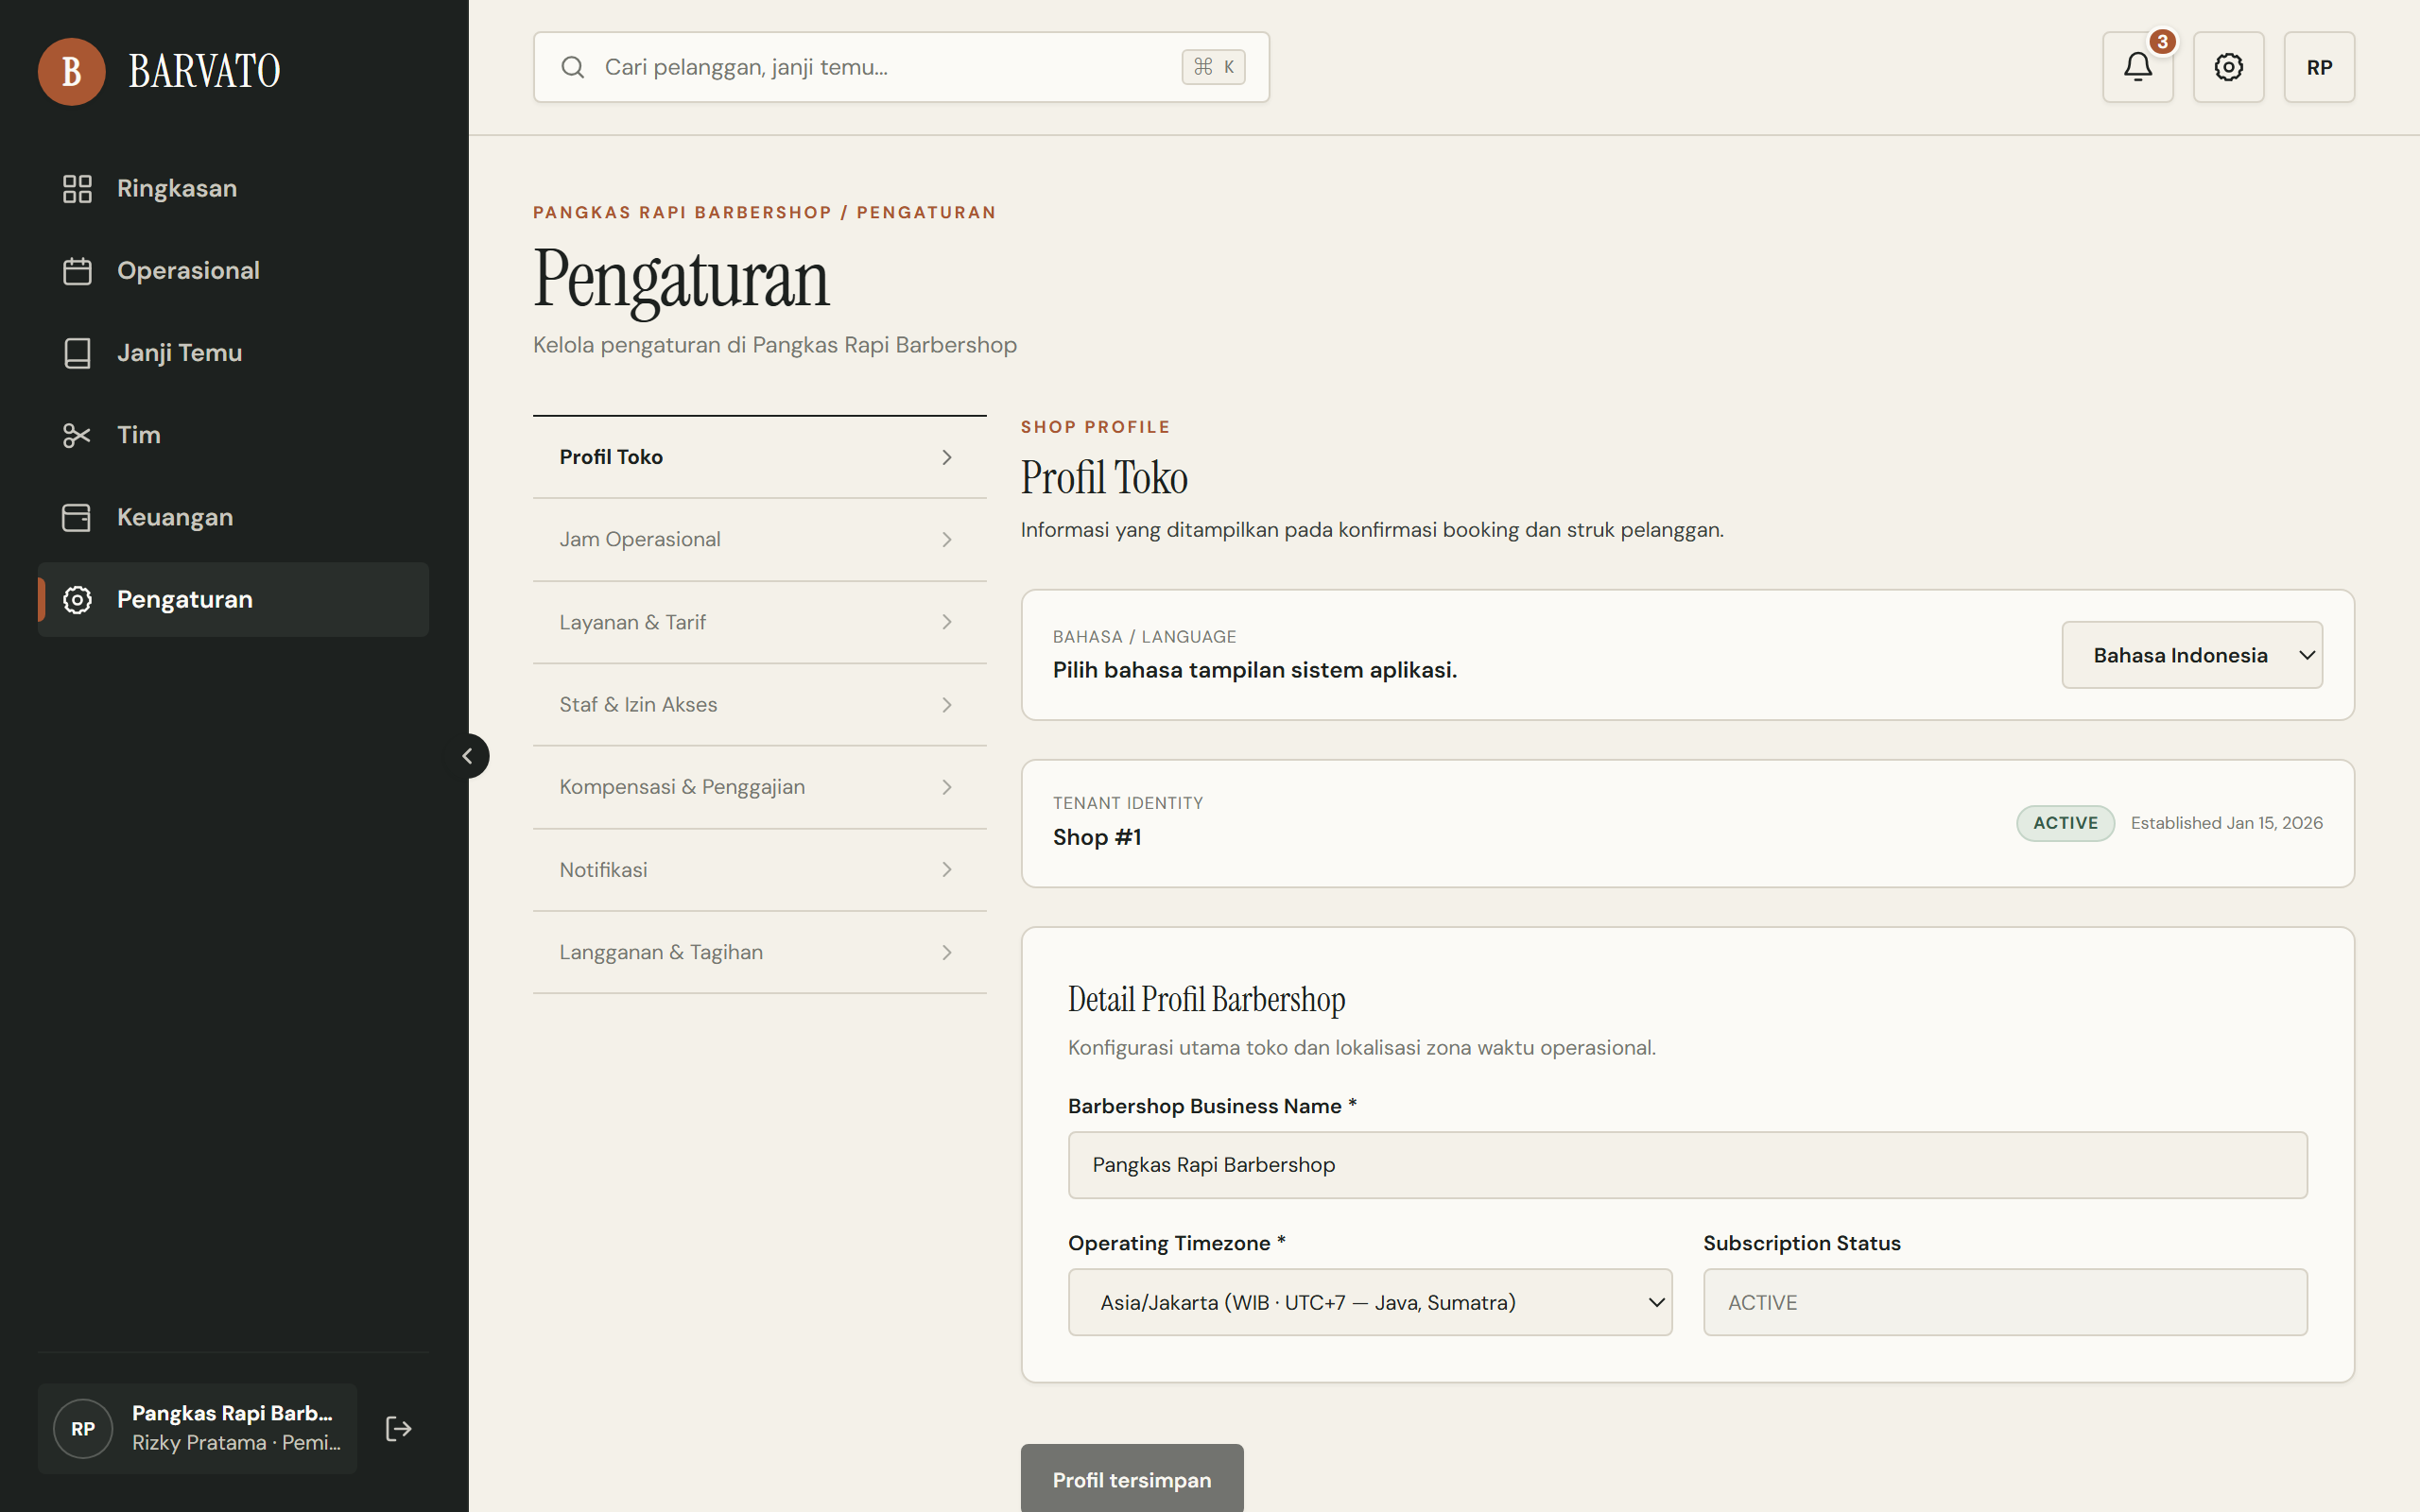 B BARVATO
Ringkasan
Operasional
Janji Temu
Tim
Keuangan
Pengaturan
RP
Pangkas Rapi Barb...
Rizky Pratama · Pemi...
Cari pelanggan, janji temu...
⌘ K
3
RP
PANGKAS RAPI BARBERSHOP / PENGATURAN
Pengaturan
Kelola pengaturan di Pangkas Rapi Barbershop
Profil Toko
Jam Operasional
Layanan & Tarif
Staf & Izin Akses
Kompensasi & Penggajian
Notifikasi
Langganan & Tagihan
SHOP PROFILE
Profil Toko
Informasi yang ditampilkan pada konfirmasi booking dan struk pelanggan.
BAHASA / LANGUAGE
Pilih bahasa tampilan sistem aplikasi.
Bahasa Indonesia
TENANT IDENTITY
Shop #1
ACTIVE Established Jan 15, 2026
Detail Profil Barbershop
Konfigurasi utama toko dan lokalisasi zona waktu operasional.
Barbershop Business Name *
Pangkas Rapi Barbershop
Operating Timezone *
Asia/Jakarta (WIB · UTC+7 — Java, Sumatra)
Subscription Status
ACTIVE
Profil tersimpan